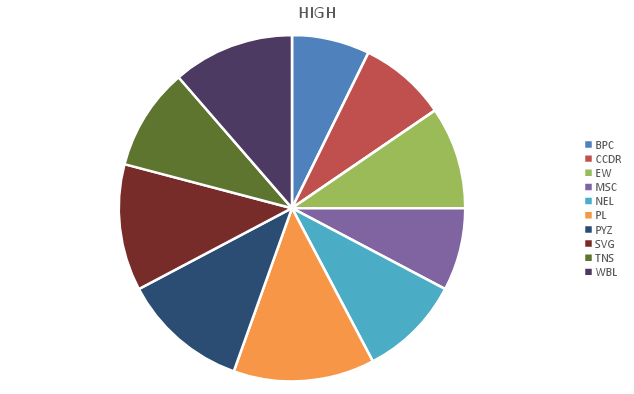 HIGH
BPC
CCDR
EW
MSC
NEL
PL
PYZ
SVG
TNS
WBL